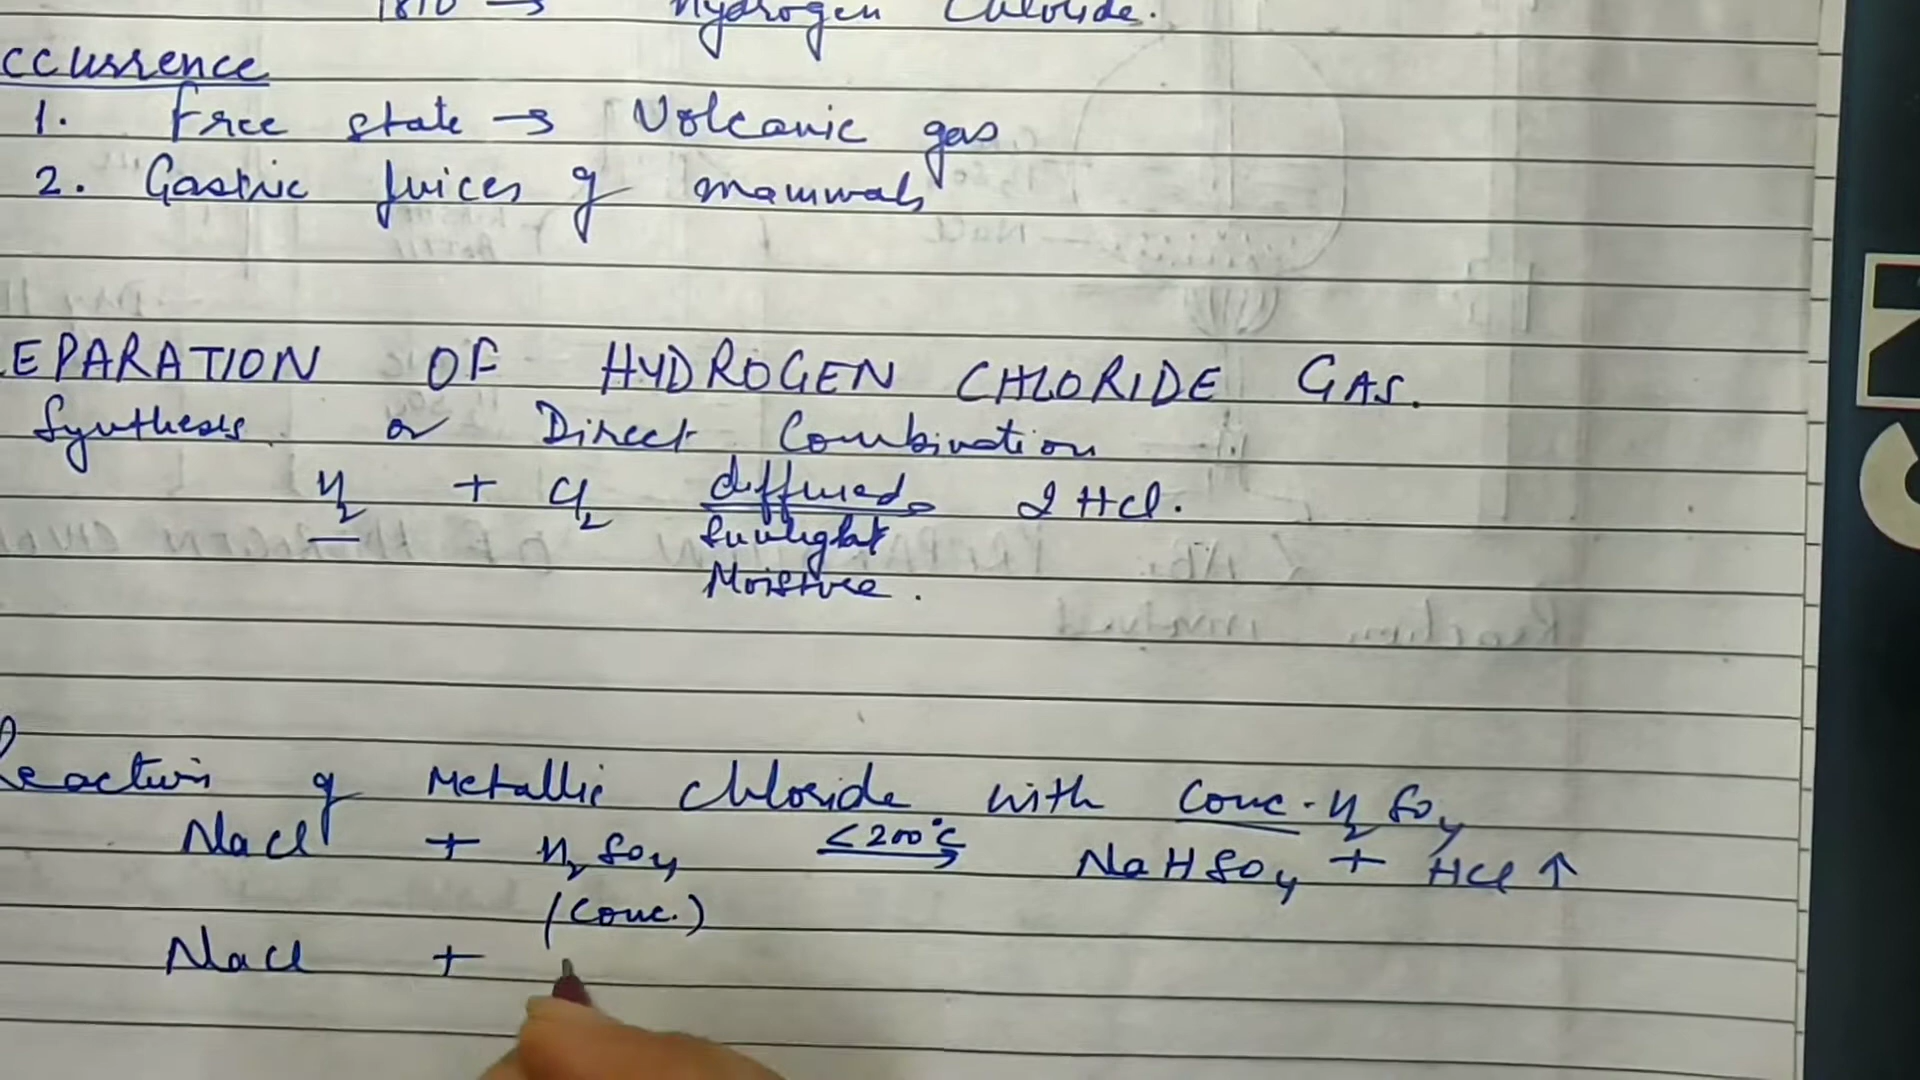 1810 → Hydrogen Chloride.
ccurrence
1. Free state → Volcanic gas
2. Gastric Juices of mammals
EPARATION OF HYDROGEN CHLORIDE GAS.
Synthesis or Direct Combination
H₂ + Cl₂ diffused → 2HCl.
Sunlight
Moisture.
Reaction of Metallic Chloride with Conc. H₂SO₄
NaCl + H₂SO₄ <200°C → NaHSO₄ + HCl ↑
(Conc.)
NaCl +